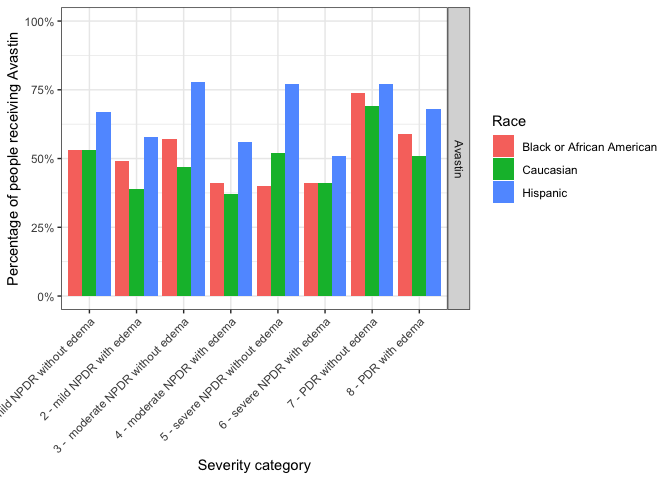 Percentage of people receiving Avastin
100%
75%
50%
25%
0%
Avastin
Race
Black or African American
Caucasian
Hispanic
NPDR without edema
2 - mild NPDR with edema
3 -  moderate NPDR without edema
4 - moderate NPDR with edema
5 - severe NPDR without edema
6 - severe NPDR with edema
7 - PDR without edema
8 - PDR with edema
Severity category